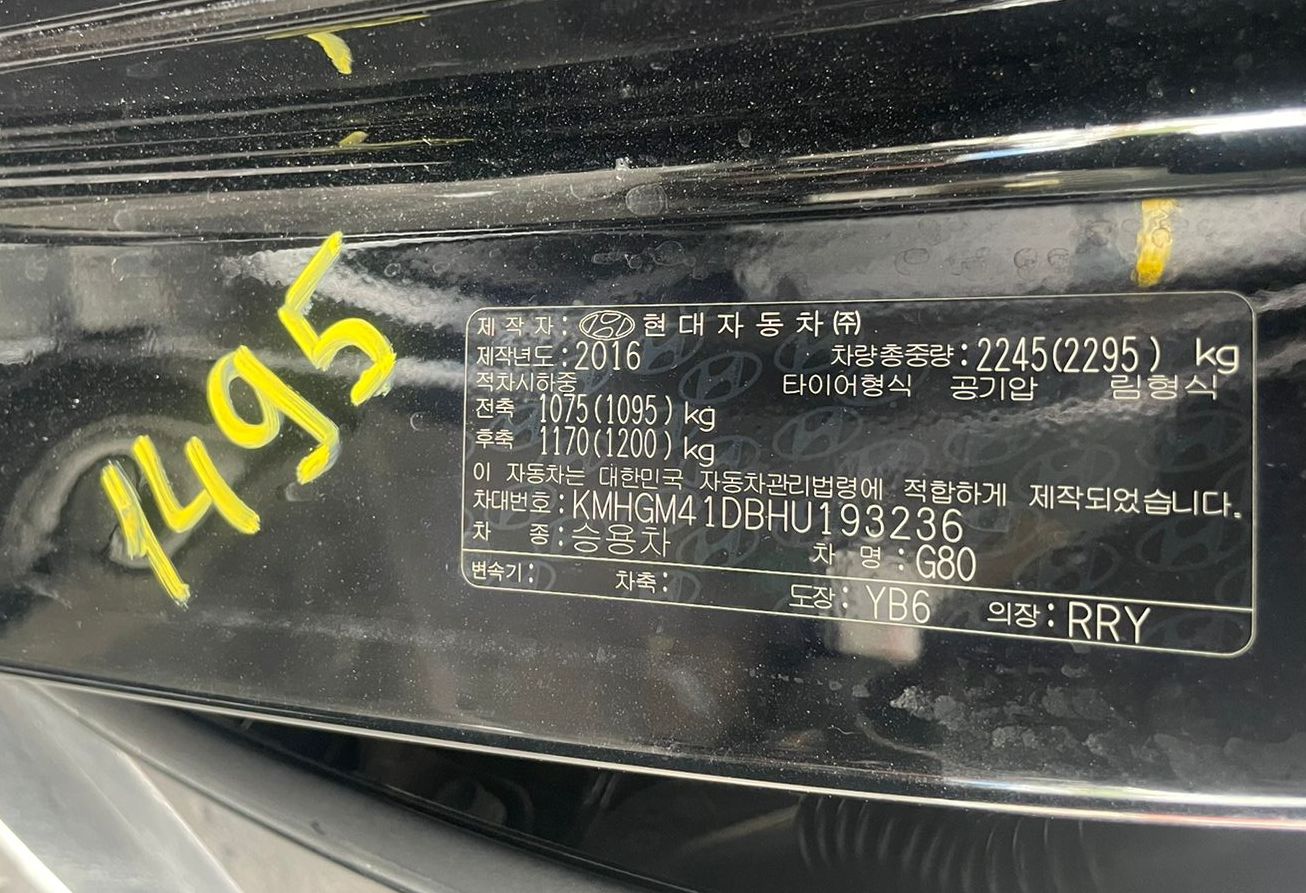 1495
제 작 자 : 현대자동차㈜
제작년도 : 2016 차량총중량 : 2245(2295) kg
적차시하중 타이어형식 공기압 림형식
전축 1075(1095) kg
후축 1170(1200) kg
이 자동차는 대한민국 자동차관리법령에 적합하게 제작되었습니다.
차대번호 : KMHGM41DBHU193236
차 종 : 승용차 차 명 : G80
변속기 : 차축 : 도장 : YB6 의장 : RRY